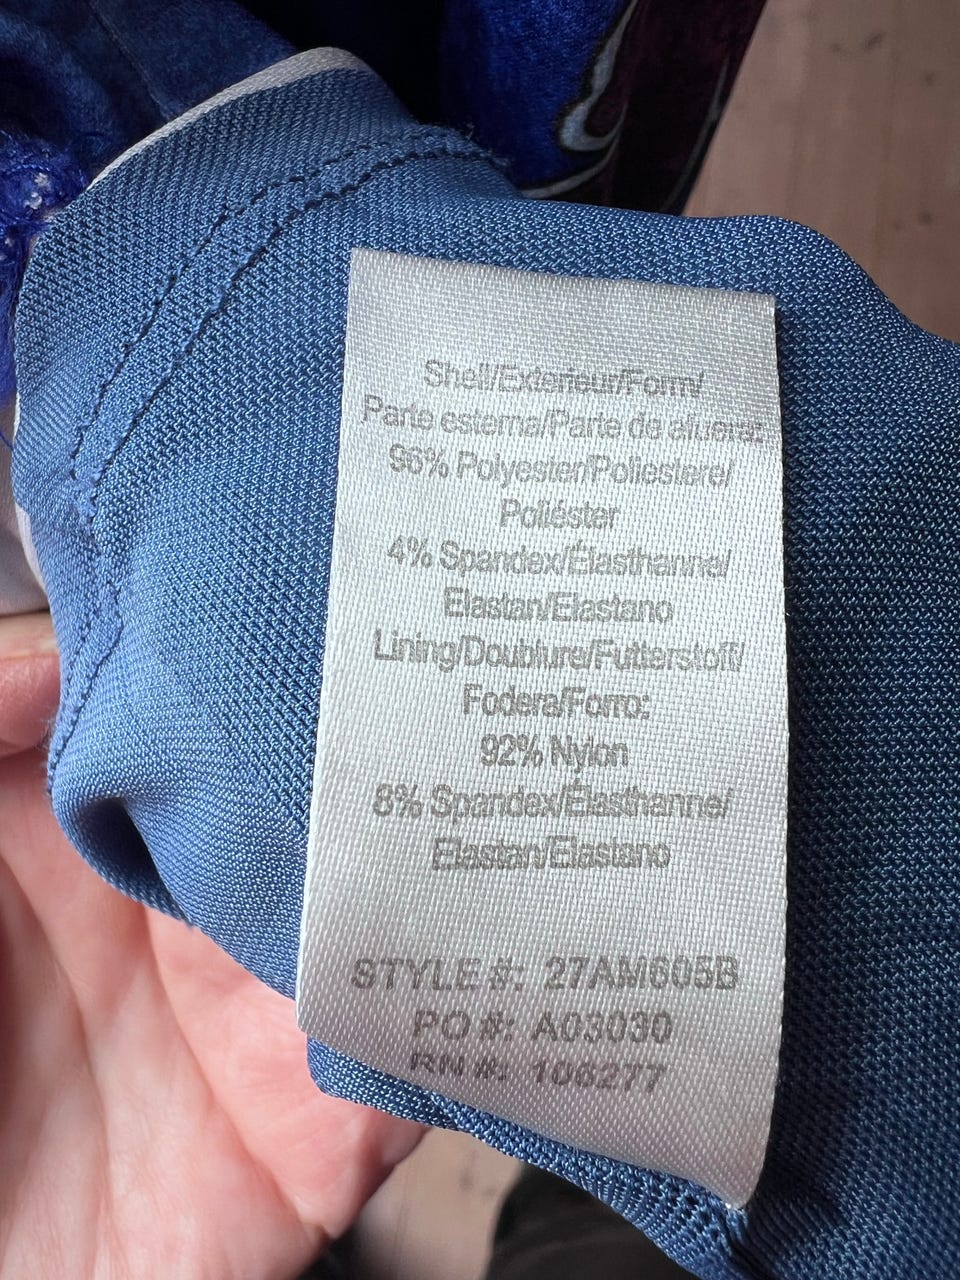 Shell/Exterieur/Form/
Parte esterna/Parte de afuera:
96% Polyester/Poliestere/
Poliéster
4% Spandex/Élasthanne/
Elastan/Elastano
Lining/Doublure/Futterstoff/
Fodera/Forro:
92% Nylon
8% Spandex/Élasthanne/
Elastan/Elastano
STYLE #: 27AM605B
PO #: A03030
RN #: 106277